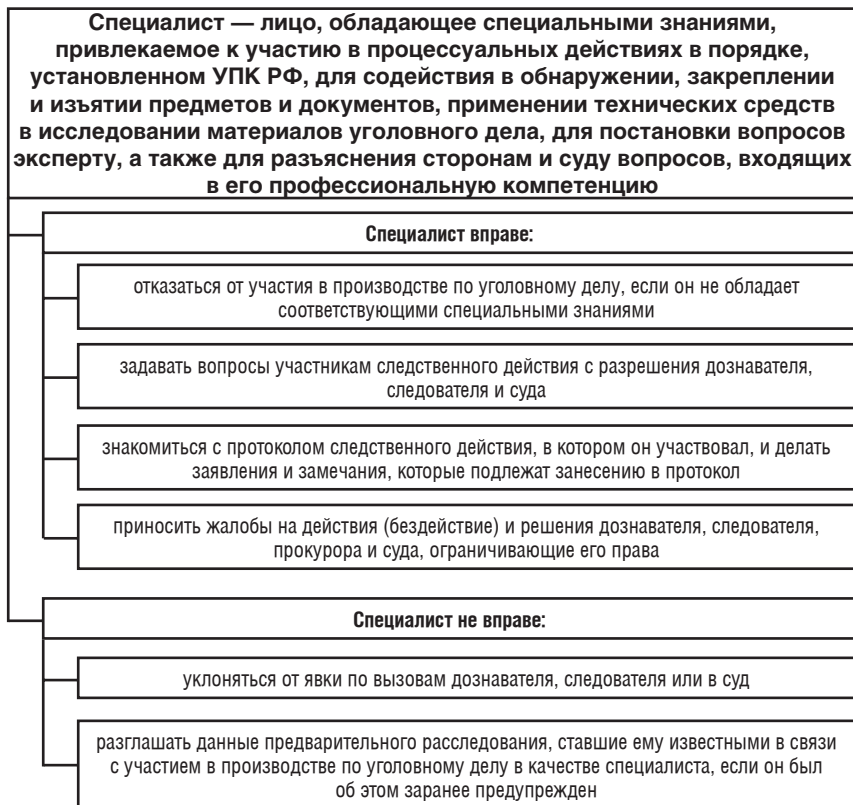 Специалист — лицо, обладающее специальными знаниями,
привлекаемое к участию в процессуальных действиях в порядке,
установленном УПК РФ, для содействия в обнаружении, закреплении
и изъятии предметов и документов, применении технических средств
в исследовании материалов уголовного дела, для постановки вопросов
эксперту, а также для разъяснения сторонам и суду вопросов, входящих
в его профессиональную компетенцию
Специалист вправе:
отказаться от участия в производстве по уголовному делу, если он не обладает
соответствующими специальными знаниями
задавать вопросы участникам следственного действия с разрешения дознавателя,
следователя и суда
знакомиться с протоколом следственного действия, в котором он участвовал, и делать
заявления и замечания, которые подлежат занесению в протокол
приносить жалобы на действия (бездействие) и решения дознавателя, следователя,
прокурора и суда, ограничивающие его права
Специалист не вправе:
уклоняться от явки по вызовам дознавателя, следователя или в суд
разглашать данные предварительного расследования, ставшие ему известными в связи
с участием в производстве по уголовному делу в качестве специалиста, если он был
об этом заранее предупрежден